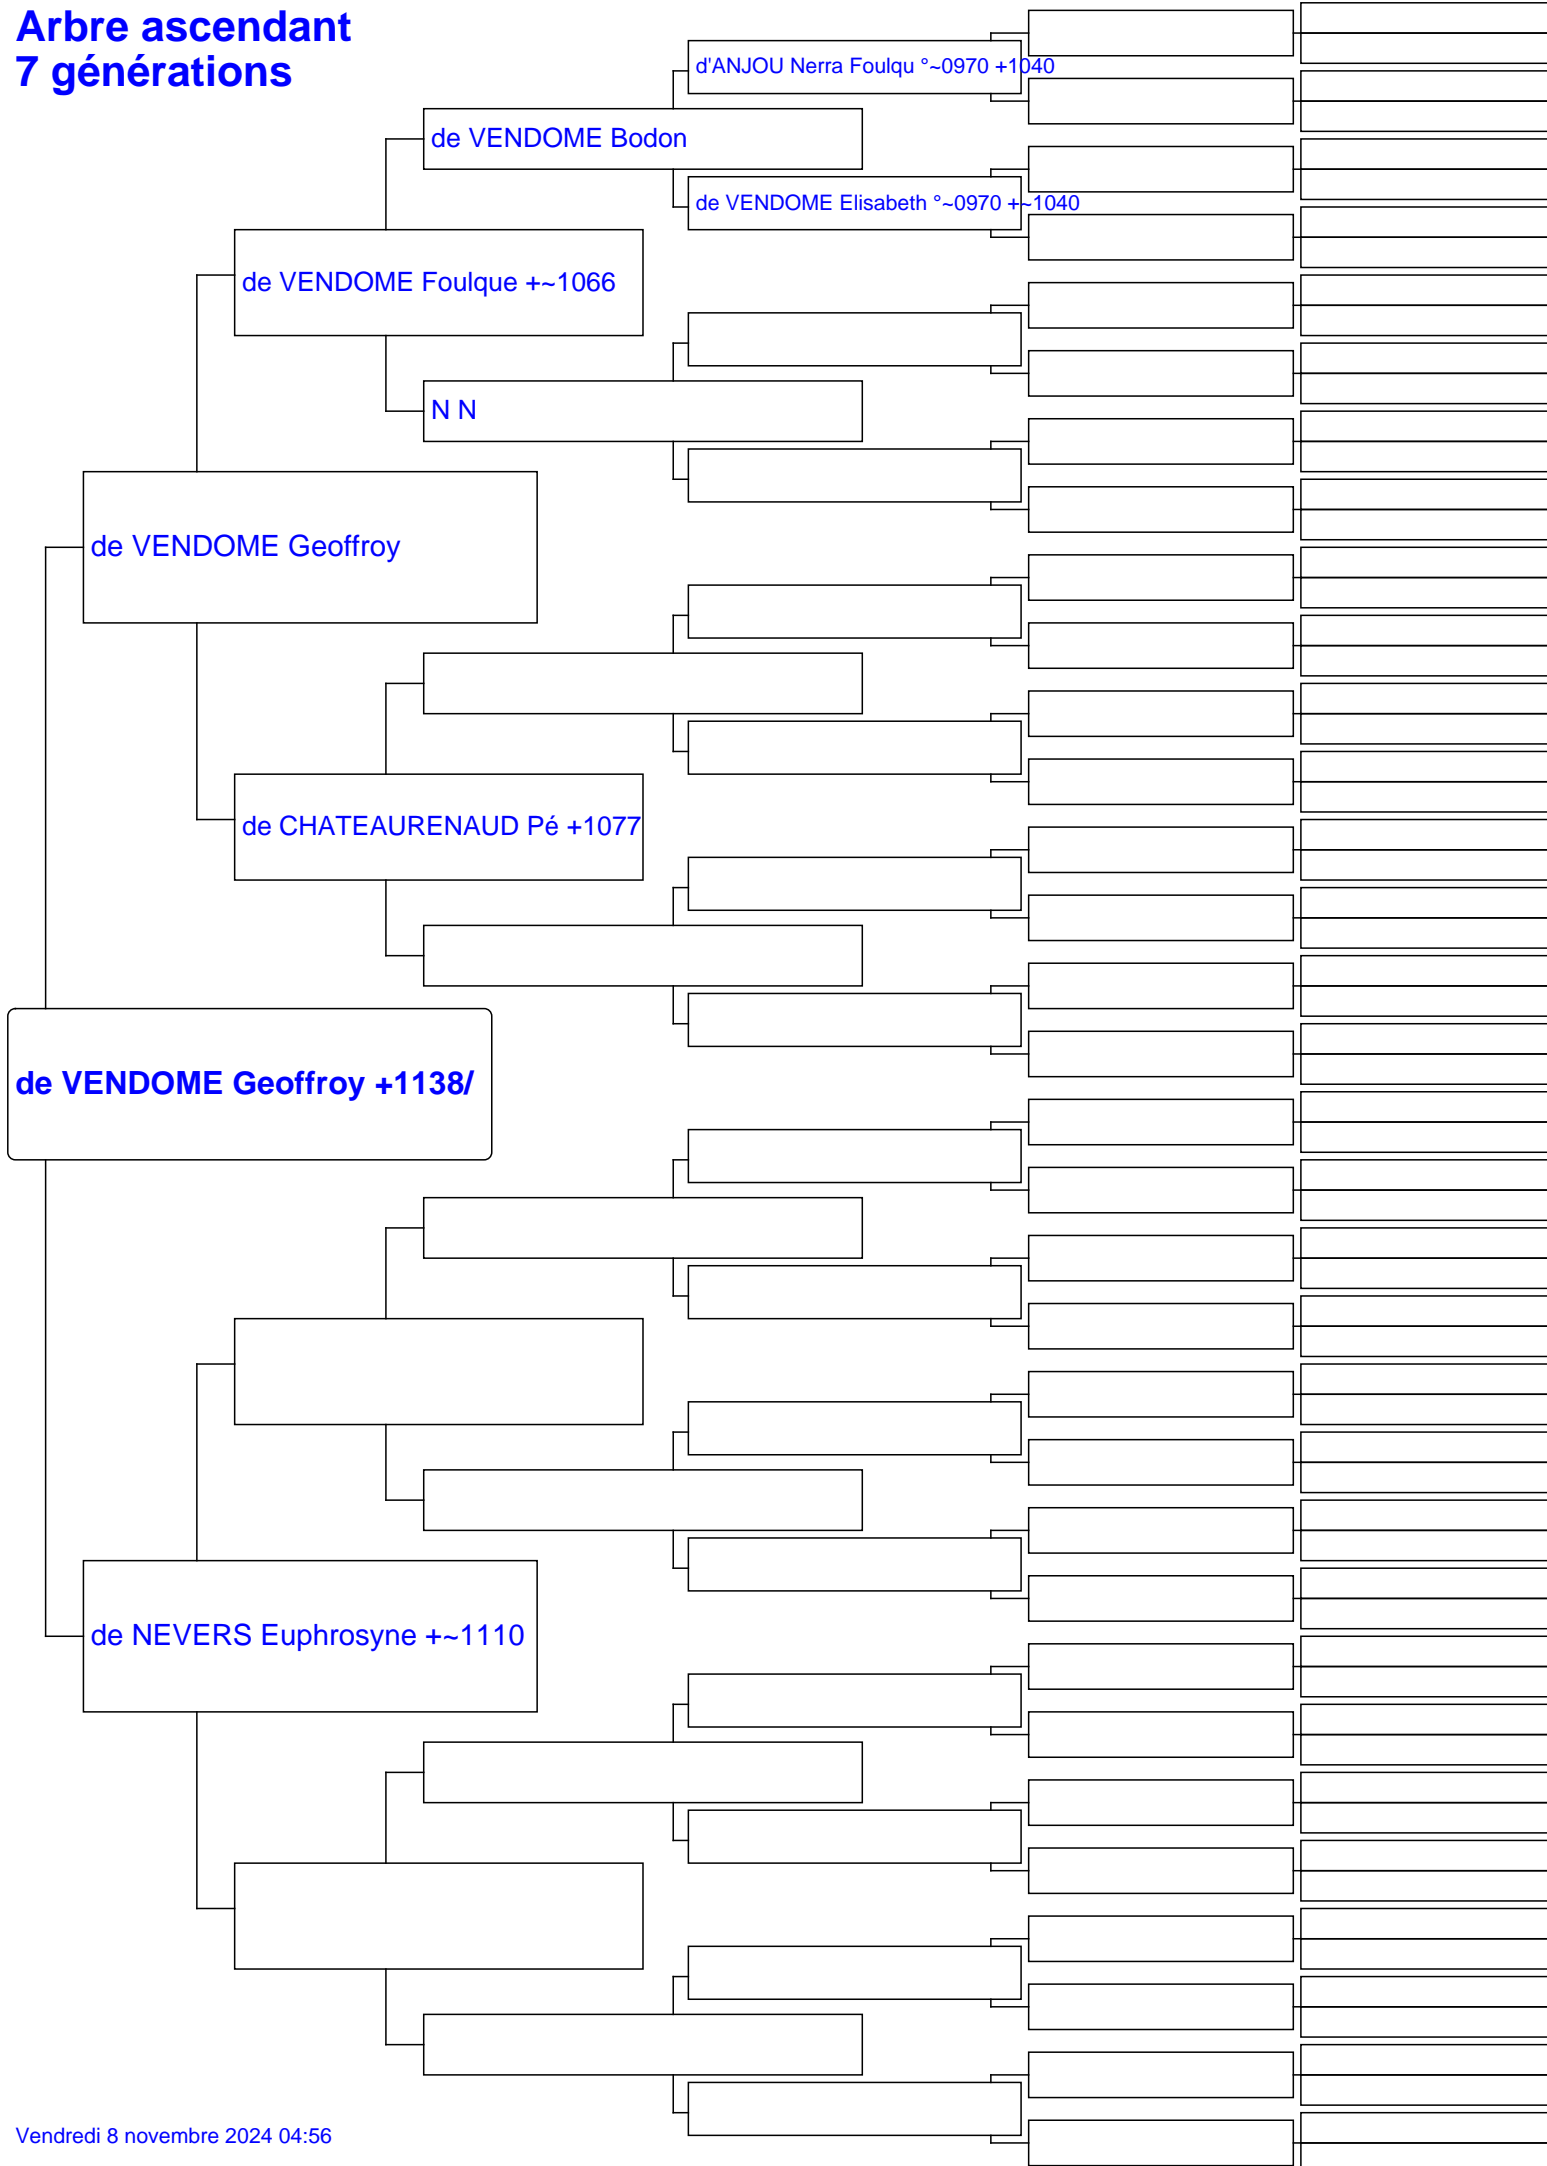 Arbre ascendant
7 générations
d'ANJOU Nerra Foulqu °~0970 +1040
de VENDOME Bodon
de VENDOME Elisabeth °~0970 +~1040
de VENDOME Foulque +~1066
N N
de VENDOME Geoffroy
de CHATEAURENAUD Pé +1077
de VENDOME Geoffroy +1138/
de NEVERS Euphrosyne +~1110
Vendredi 8 novembre 2024 04:56